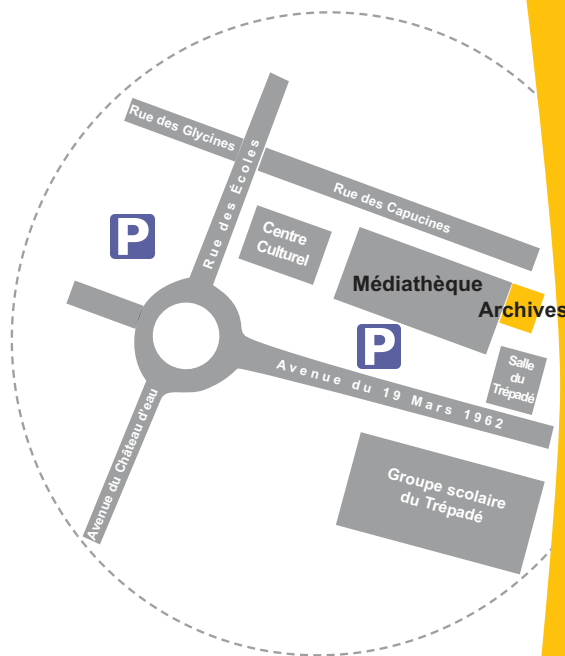 Rue des Glycines
Rue des Écoles
Rue des Capucines
P
Centre
Culturel
Médiathèque
Archives
P
Salle
du
Trépadé
Avenue du 19 Mars 1962
Avenue du Château d'eau
Groupe scolaire
du Trépadé